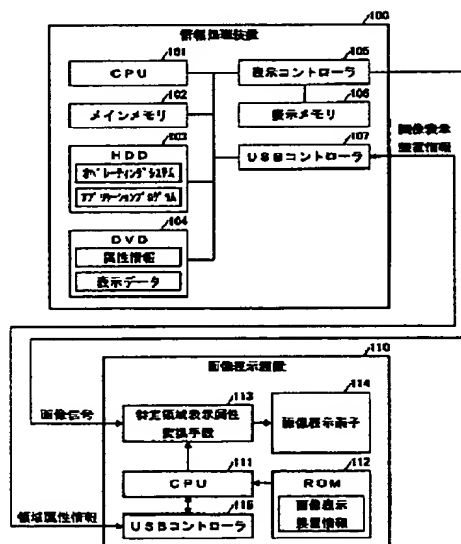 100
情報処理装置
101
CPU
102
メインメモリ
103
HDD
オペレーティングシステム
アプリケーションプログラム
104
DVD
属性情報
表示データ
105
表示コントローラ
106
表示メモリ
107
USBコントローラ
画像表示
装置情報
110
画像表示装置
画像信号
113
特定領域表示属性
変換手段
114
画像表示素子
111
CPU
112
ROM
画像表示
装置情報
115
USBコントローラ
領域属性情報